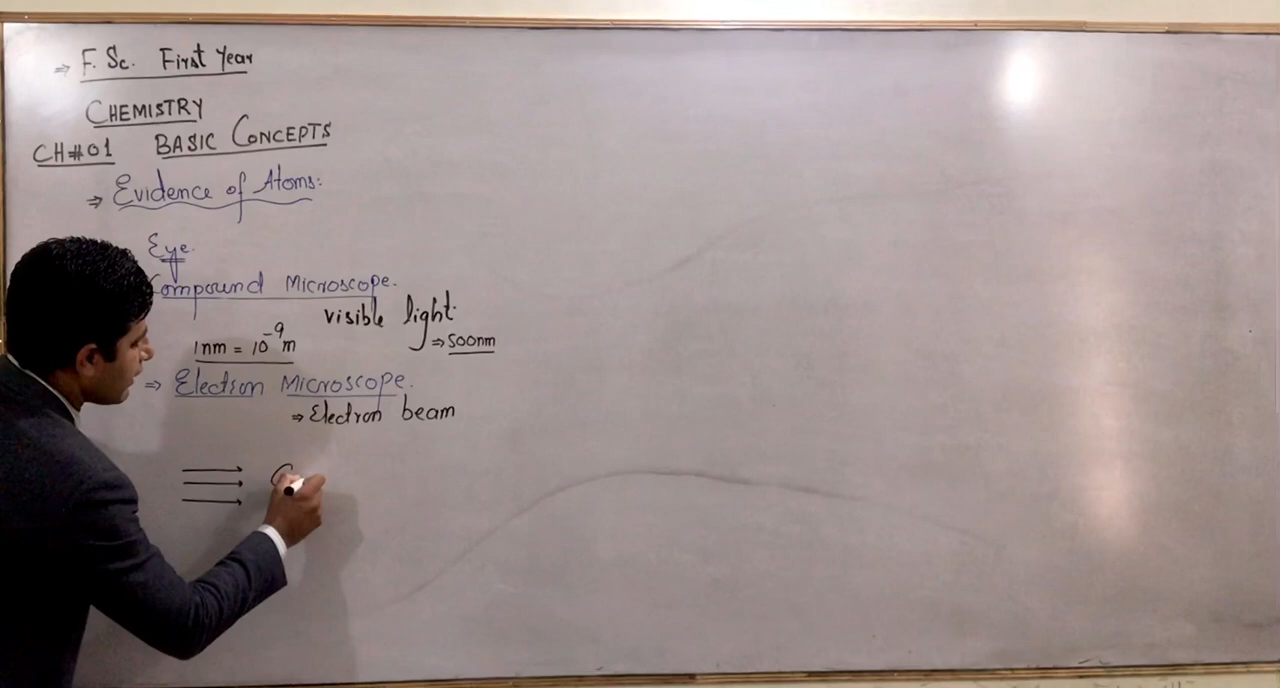 ⇒ F. Sc. First Year
CHEMISTRY
CH#01 BASIC CONCEPTS
⇒ Evidence of Atoms:
Eye.
Compound Microscope.
visible light.
⇒ 500nm
1nm = 10⁻⁹m
⇒ Electron Microscope.
⇒ Electron beam